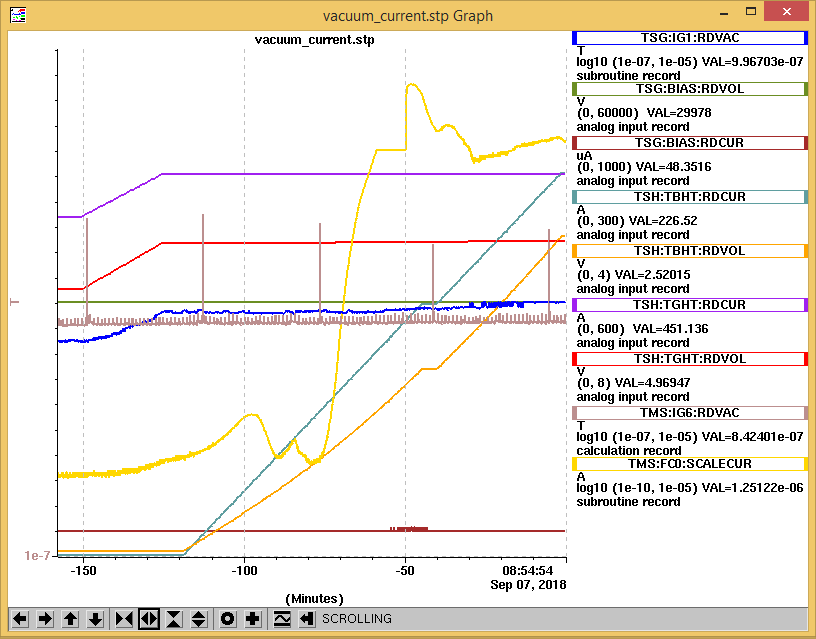 vacuum_current.stp Graph
vacuum_current.stp
TSG:IG1:RDVAC
T
log10 (1e-07, 1e-05) VAL=9.96703e-07
subroutine record
TSG:BIAS:RDVOL
V
(0, 60000) VAL=29978
analog input record
TSG:BIAS:RDCUR
uA
(0, 1000) VAL=48.3516
analog input record
TSH:TBHT:RDCUR
A
(0, 300) VAL=226.52
analog input record
TSH:TBHT:RDVOL
V
(0, 4) VAL=2.52015
analog input record
TSH:TGHT:RDCUR
A
(0, 600) VAL=451.136
analog input record
TSH:TGHT:RDVOL
V
(0, 8) VAL=4.96947
analog input record
TMS:IG6:RDVAC
T
log10 (1e-07, 1e-05) VAL=8.42401e-07
calculation record
TMS:FC0:SCALECUR
A
log10 (1e-10, 1e-05) VAL=1.25122e-06
subroutine record
T
1e-7
-150
-100
-50
08:54:54
Sep 07, 2018
(Minutes)
SCROLLING